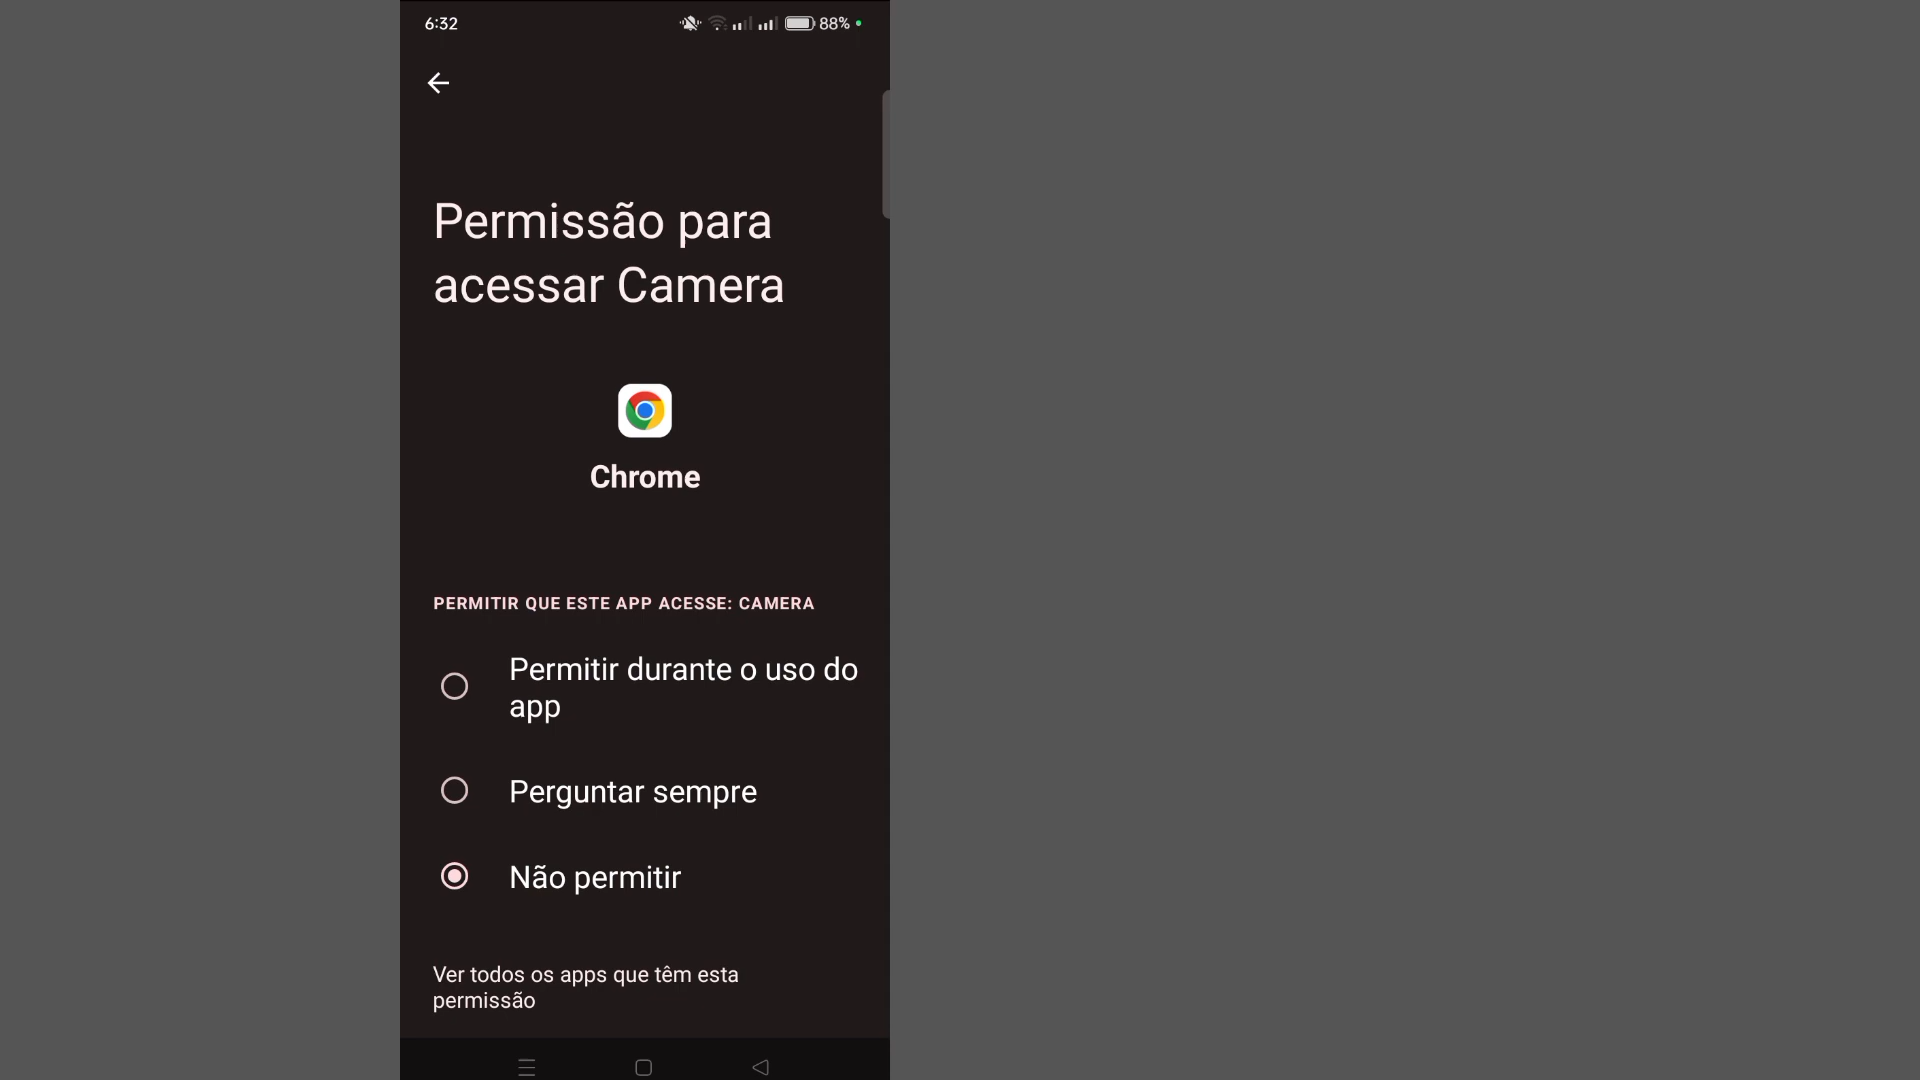 6:32
88%
Permissão para
acessar Camera
Chrome
PERMITIR QUE ESTE APP ACESSE: CAMERA
Permitir durante o uso do
app
Perguntar sempre
Não permitir
Ver todos os apps que têm esta
permissão